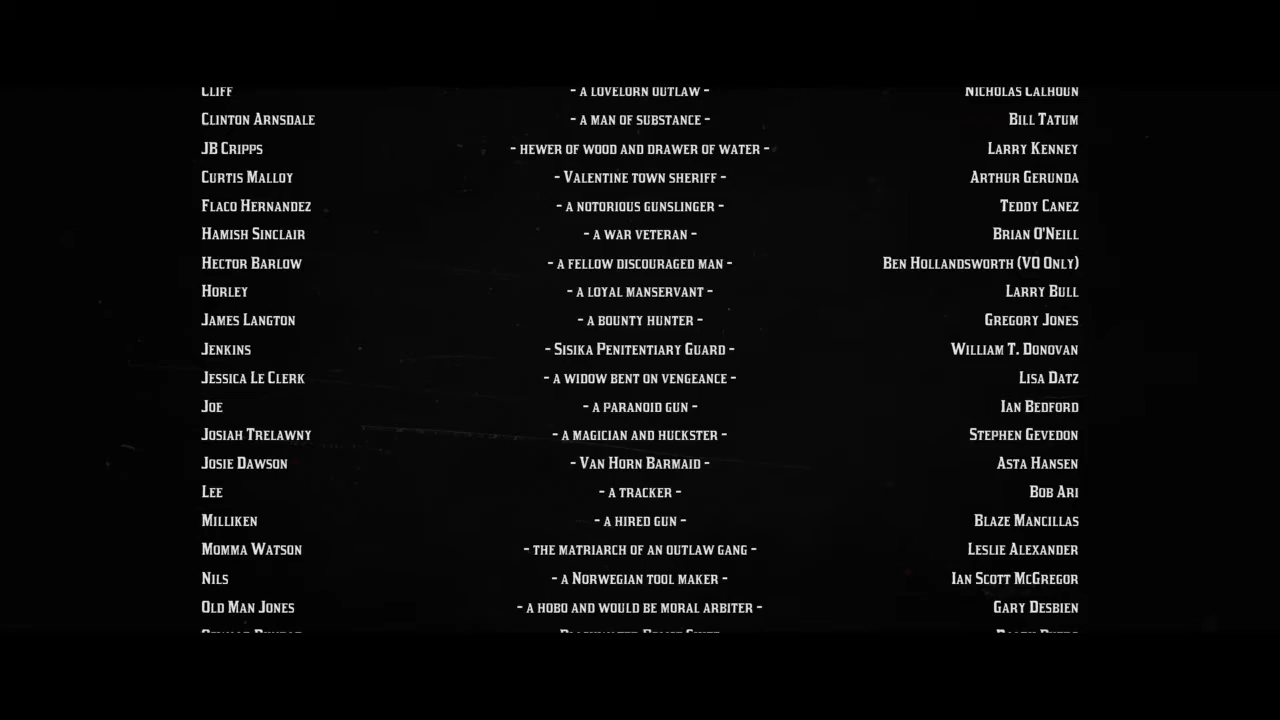 Cliff - a lovelorn outlaw - Nicholas Calhoun
Clinton Arnsdale - a man of substance - Bill Tatum
JB Cripps - hewer of wood and drawer of water - Larry Kenney
Curtis Malloy - Valentine town sheriff - Arthur Gerunda
Flaco Hernandez - a notorious gunslinger - Teddy Canez
Hamish Sinclair - a war veteran - Brian O'Neill
Hector Barlow - a fellow discouraged man - Ben Hollandsworth (VO Only)
Horley - a loyal manservant - Larry Bull
James Langton - a bounty hunter - Gregory Jones
Jenkins - Sisika Penitentiary Guard - William T. Donovan
Jessica Le Clerk - a widow bent on vengeance - Lisa Datz
Joe - a paranoid gun - Ian Bedford
Josiah Trelawny - a magician and huckster - Stephen Gevedon
Josie Dawson - Van Horn Barmaid - Asta Hansen
Lee - a tracker - Bob Ari
Milliken - a hired gun - Blaze Mancillas
Momma Watson - the matriarch of an outlaw gang - Leslie Alexander
Nils - a Norwegian tool maker - Ian Scott McGregor
Old Man Jones - a hobo and would be moral arbiter - Gary Desbien